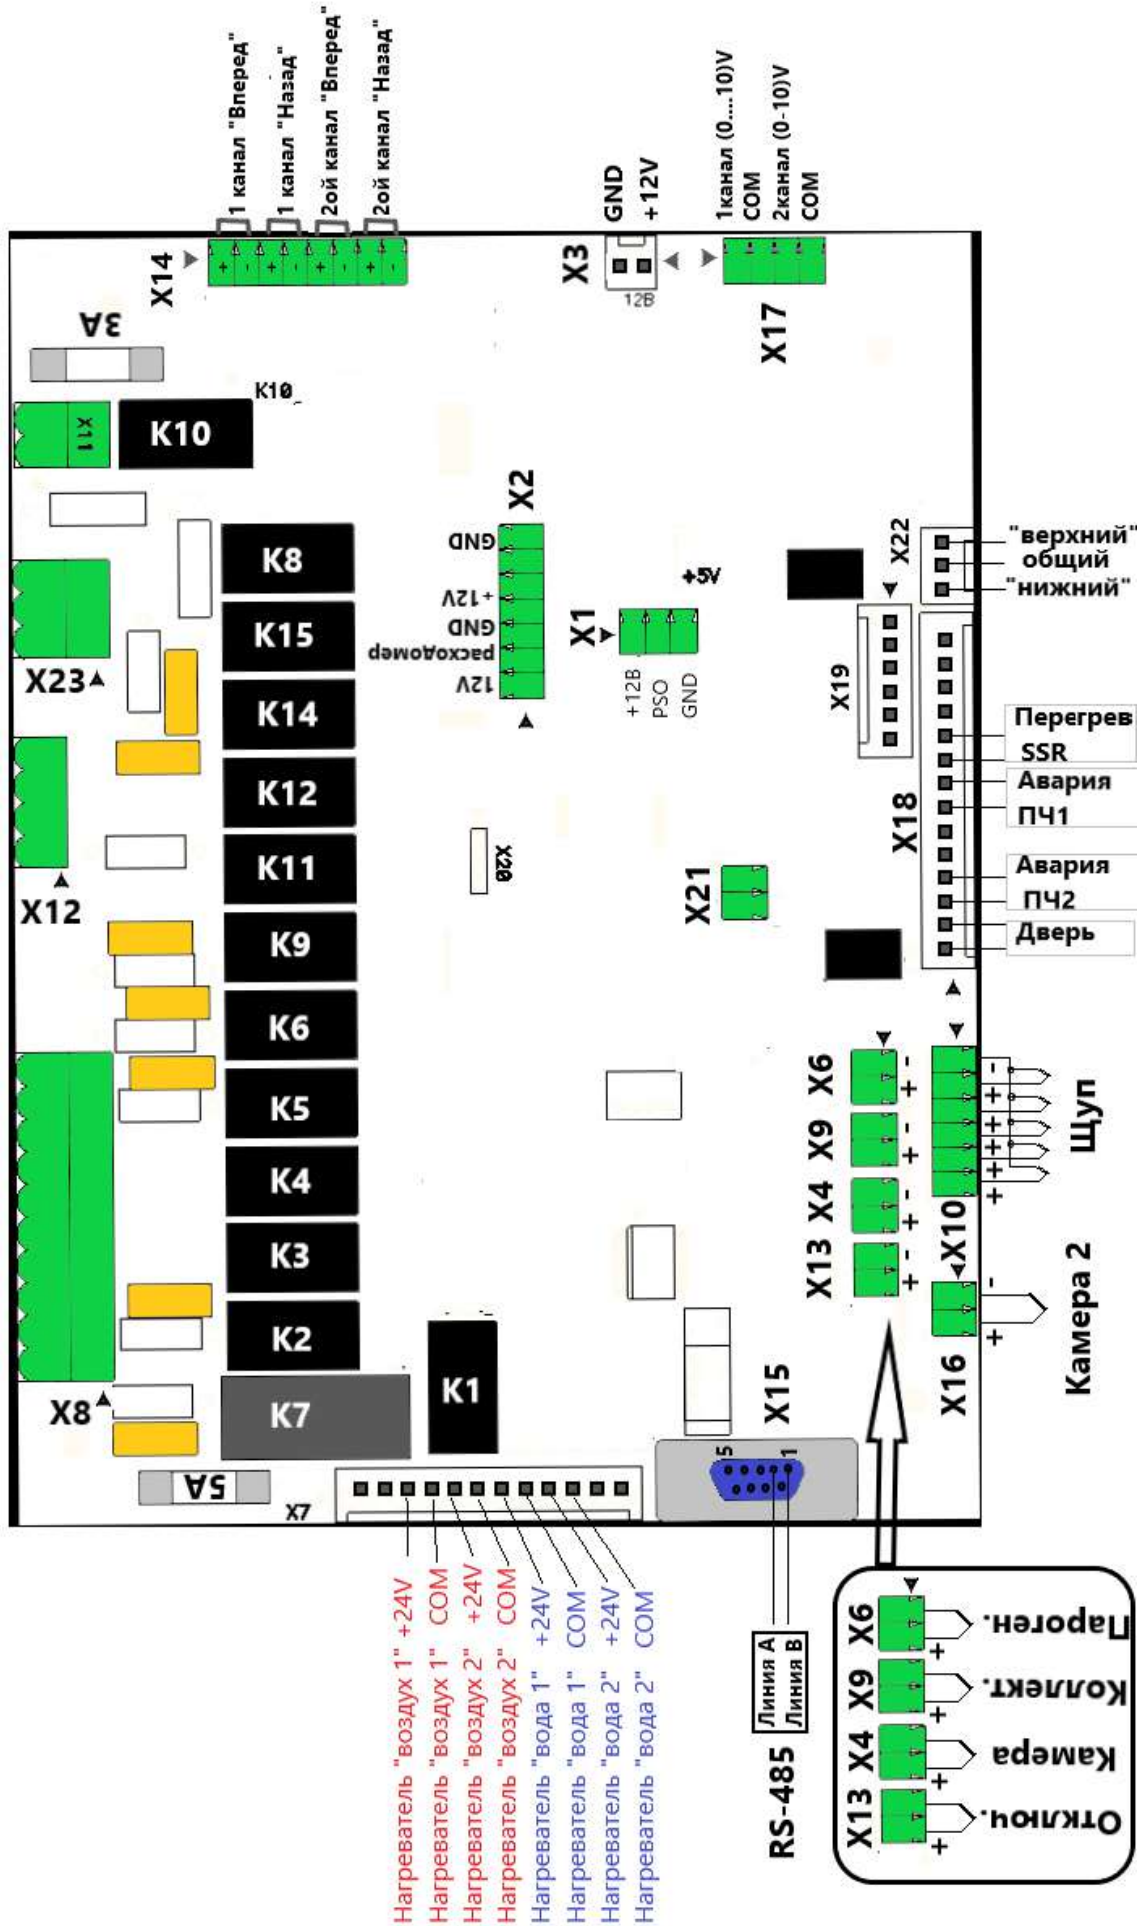 1 канал "Вперед"
1 канал "Назад"
2ой канал "Вперед"
2ой канал "Назад"
X14
+
-
+
-
+
-
+
-
3A
X11
K10
K10
GND
+12V
X3
12В
1канал (0....10)V
COM
2канал (0-10)V
COM
X17
X23
X12
X8
K8
K15
K14
K12
K11
K9
K6
K5
K4
K3
K2
K7
K1
5A
X2
GND
+12V
GND
расходомер
12V
X1
+5V
+12В
PSO
GND
X20
X21
X22
"верхний"
общий
"нижний"
X19
X18
Перегрев
SSR
Авария
ПЧ1
Авария
ПЧ2
Дверь
X6
-
+
X9
-
+
X4
-
+
X13
-
+
X10
-
+
+
+
+
+
Щуп
X16
-
+
Камера 2
X15
5
1
X7
Нагреватель "воздух 1" +24V
Нагреватель "воздух 1" COM
Нагреватель "воздух 2" +24V
Нагреватель "воздух 2" COM
Нагреватель "вода 1" +24V
Нагреватель "вода 1" COM
Нагреватель "вода 2" +24V
Нагреватель "вода 2" COM
RS-485
Линия A
Линия B
X6
+
Пароген.
X9
+
Коллект.
X4
+
Камера
X13
+
Отключ.